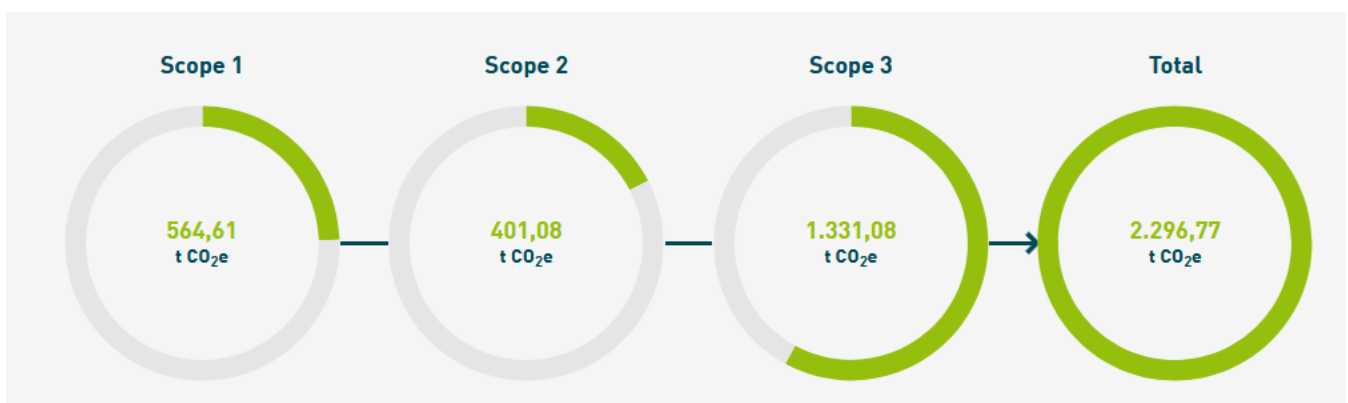 Scope 1
564,61
t CO₂e
Scope 2
401,08
t CO₂e
Scope 3
1.331,08
t CO₂e
Total
2.296,77
t CO₂e